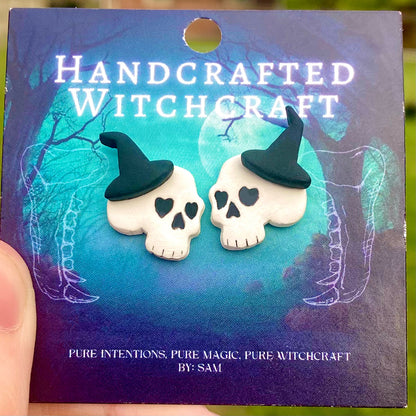 HANDCRAFTED
WITCHCRAFT
PURE INTENTIONS, PURE MAGIC, PURE WITCHCRAFT
BY: SAM